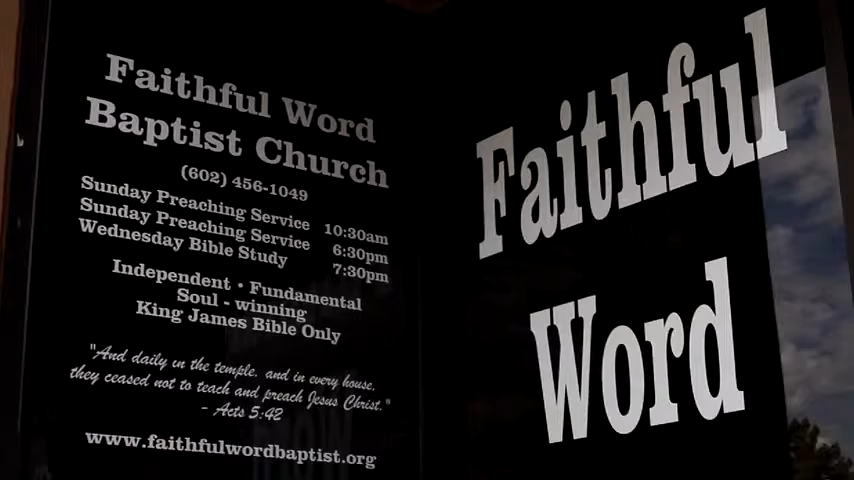 Faithful Word
Baptist Church
(602) 456-1049
Sunday Preaching Service 10:30am
Sunday Preaching Service 6:30pm
Wednesday Bible Study 7:30pm
Independent • Fundamental
Soul - winning
King James Bible Only
"And daily in the temple, and in every house,
they ceased not to teach and preach Jesus Christ."
- Acts 5:42
www.faithfulwordbaptist.org
Faithful
Word